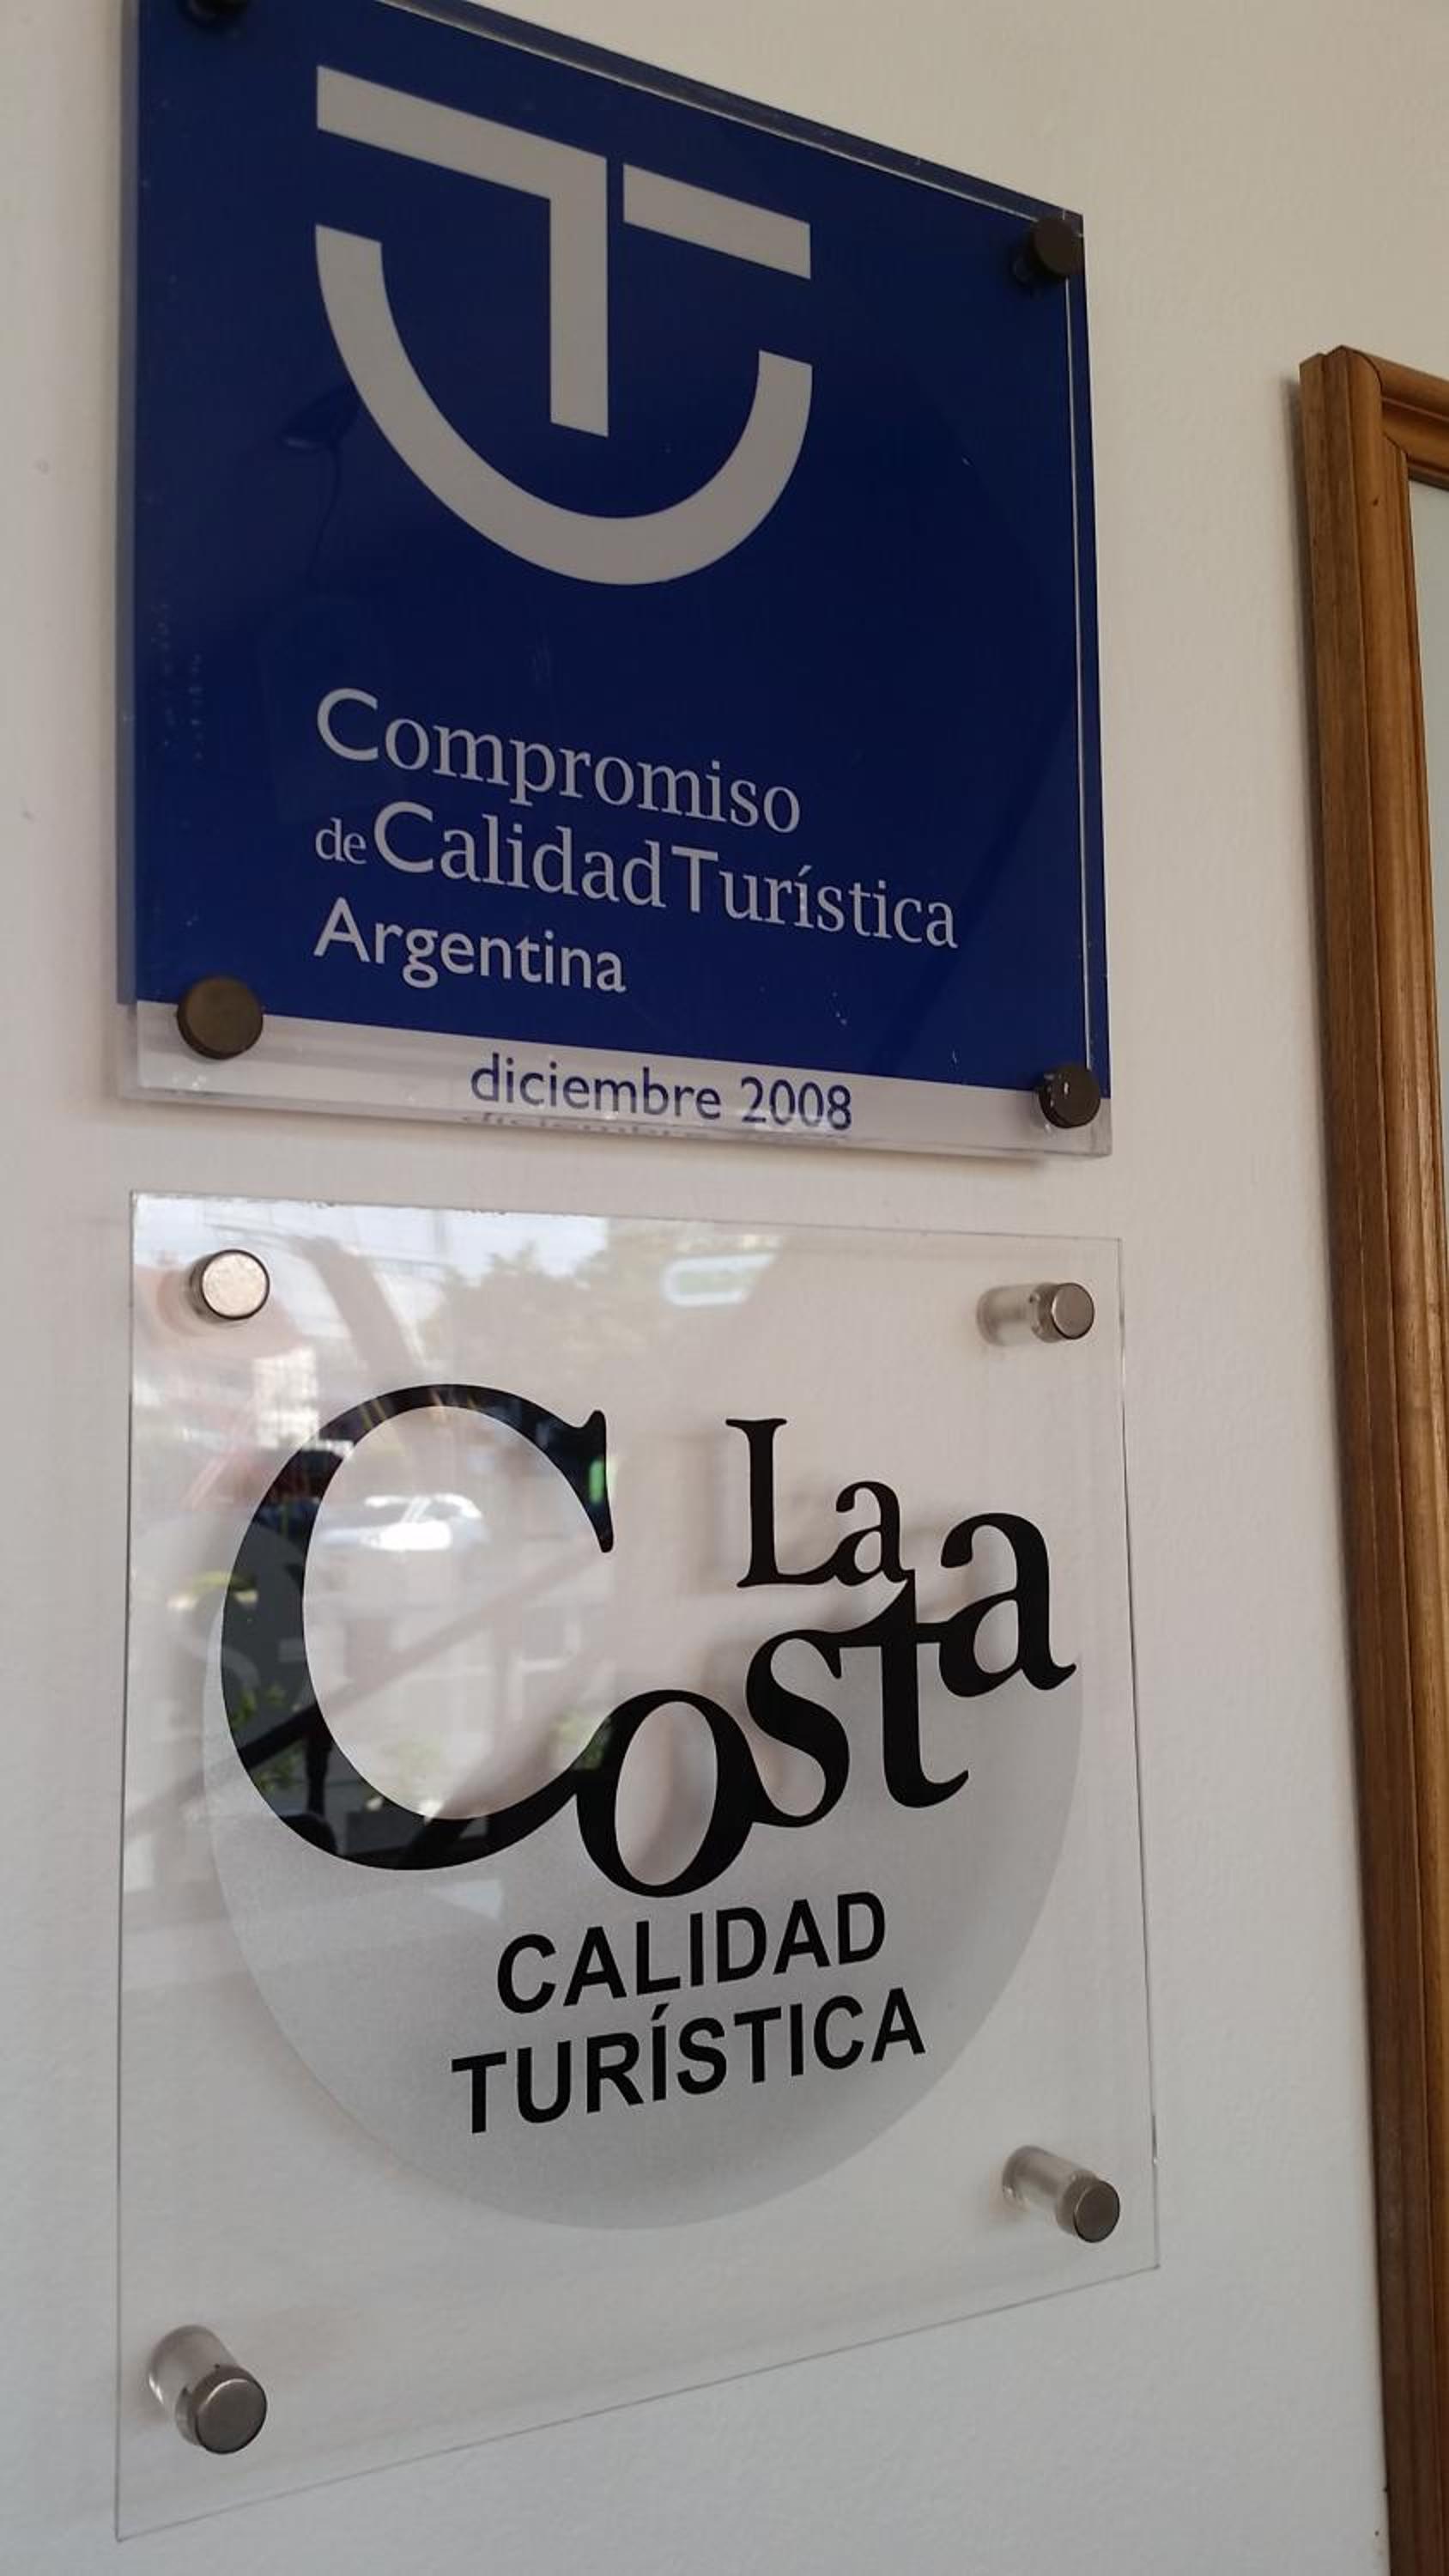 Compromiso
de Calidad Turística
Argentina
diciembre 2008
La
Costa
CALIDAD
TURÍSTICA